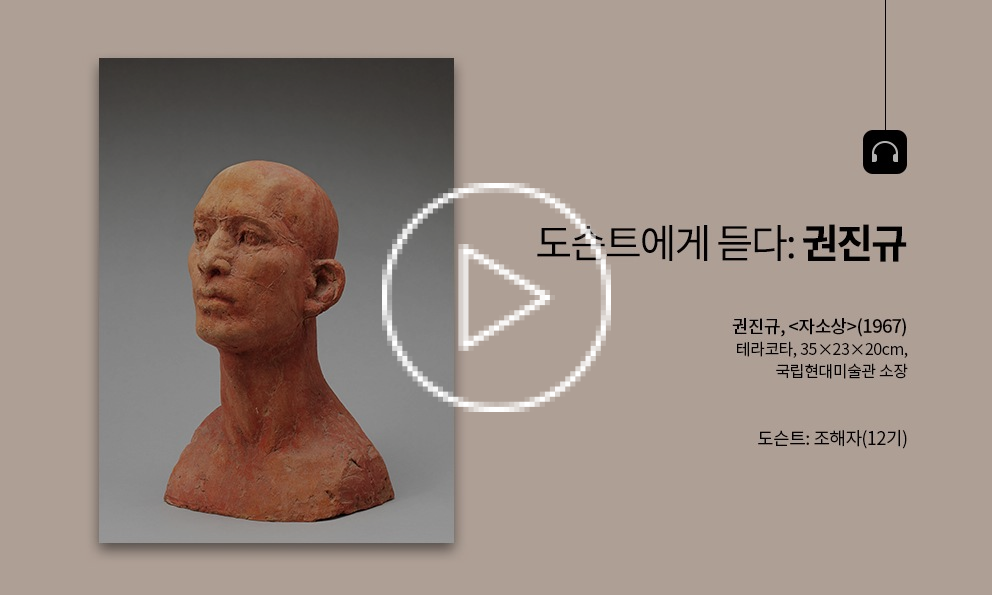 도슨트에게 듣다: 권진규
권진규, <자소상>(1967)
테라코타, 35×23×20cm,
국립현대미술관 소장
도슨트: 조해자(12기)